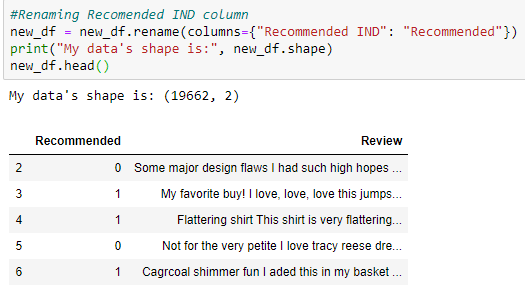 #Renaming Recomended IND column
new_df = new_df.rename(columns={"Recommended IND": "Recommended"})
print("My data's shape is:", new_df.shape)
new_df.head()
My data's shape is: (19662, 2)
Recommended Review
2 0 Some major design flaws I had such high hopes ...
3 1 My favorite buy! I love, love, love this jumps...
4 1 Flattering shirt This shirt is very flattering...
5 0 Not for the very petite I love tracy reese dre...
6 1 Cagrcoal shimmer fun I aded this in my basket ...